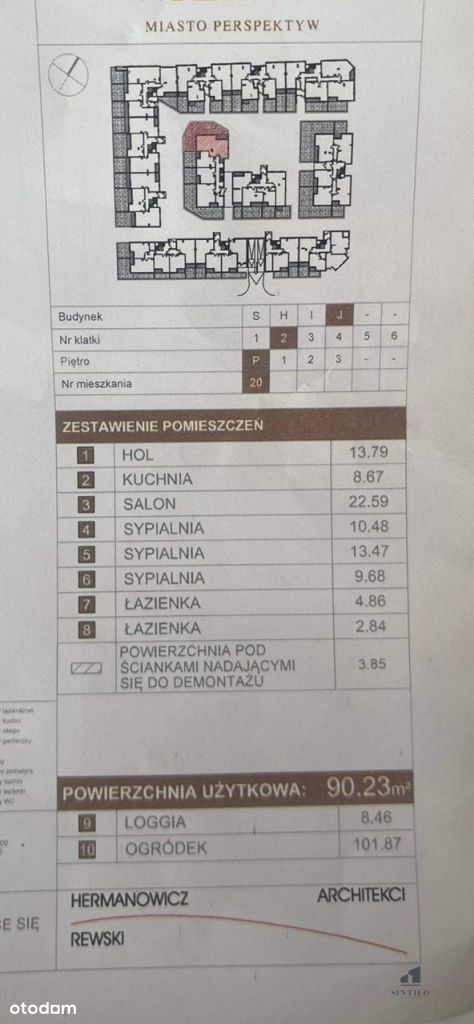 MIASTO PERSPEKTYW
Budynek S H I J - -
Nr klatki 1 2 3 4 5 6
Piętro P 1 2 3 - -
Nr mieszkania 20
ZESTAWIENIE POMIESZCZEŃ
1 HOL 13.79
2 KUCHNIA 8.67
3 SALON 22.59
4 SYPIALNIA 10.48
5 SYPIALNIA 13.47
6 SYPIALNIA 9.68
7 ŁAZIENKA 4.86
8 ŁAZIENKA 2.84
POWIERZCHNIA POD
ŚCIANKAMI NADAJĄCYMI 3.85
SIĘ DO DEMONTAŻU
POWIERZCHNIA UŻYTKOWA: 90.23m²
9 LOGGIA 8.46
10 OGRÓDEK 101.87
HERMANOWICZ ARCHITEKCI
REWSKI
CE SIĘ
SINTILO
otodom